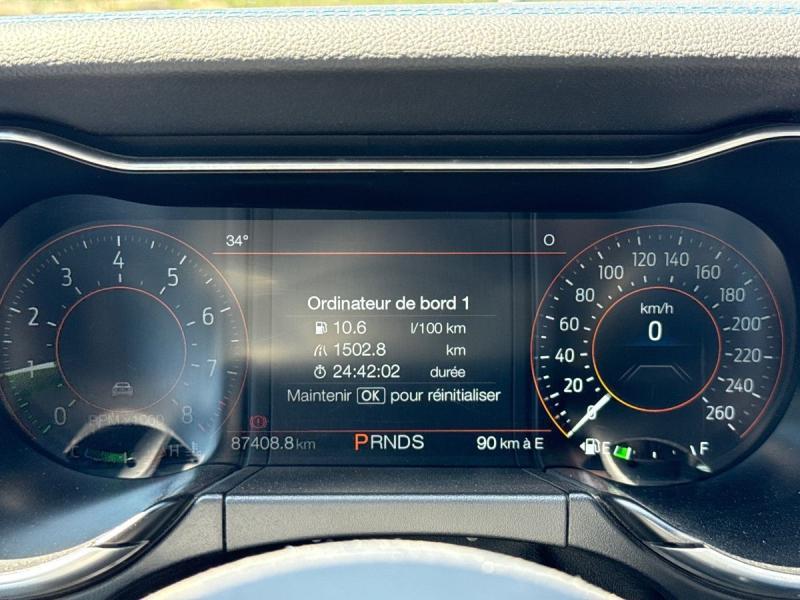 34° O
Ordinateur de bord 1
10.6 l/100 km
1502.8 km
24:42:02 durée
Maintenir OK pour réinitialiser
87408.8 km PRNDS 90 km à E
0 1 2 3 4 5 6 7 8
RPM x1000
C H
0 20 40 60 80 100 120 140 160 180 200 220 240 260
km/h
0
E F